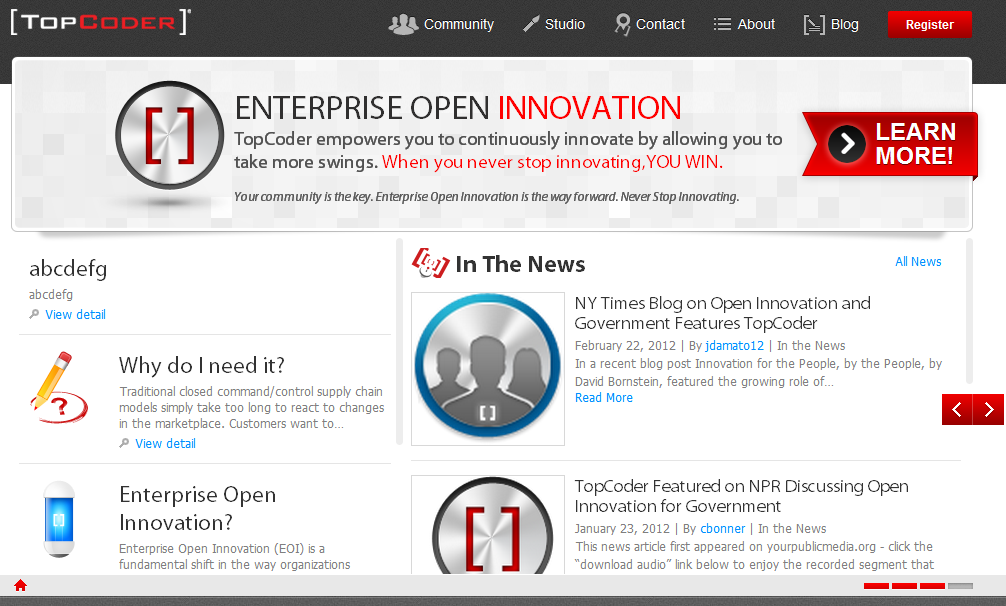 [TOPCODER]®
Community
Studio
Contact
About
Blog
Register
ENTERPRISE OPEN INNOVATION
TopCoder empowers you to continuously innovate by allowing you to
take more swings. When you never stop innovating,YOU WIN.
Your community is the key. Enterprise Open Innovation is the way forward. Never Stop Innovating.
LEARN
MORE!
abcdefg
abcdefg
View detail
Why do I need it?
Traditional closed command/control supply chain
models simply take too long to react to changes
in the marketplace. Customers want to...
View detail
Enterprise Open
Innovation?
Enterprise Open Innovation (EOI) is a
fundamental shift in the way organizations
In The News
All News
NY Times Blog on Open Innovation and
Government Features TopCoder
February 22, 2012 | By jdamato12 | In the News
In a recent blog post Innovation for the People, by the People, by
David Bornstein, featured the growing role of...
Read More
TopCoder Featured on NPR Discussing Open
Innovation for Government
January 23, 2012 | By cbonner | In the News
This news article first appeared on yourpublicmedia.org - click the
“download audio” link below to enjoy the recorded segment that